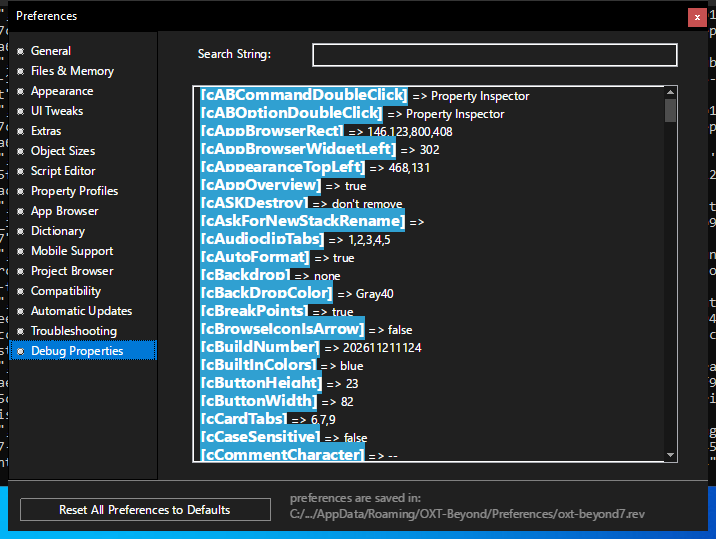 Preferences
x
General
Files & Memory
Appearance
UI Tweaks
Extras
Object Sizes
Script Editor
Property Profiles
App Browser
Dictionary
Mobile Support
Project Browser
Compatibility
Automatic Updates
Troubleshooting
Debug Properties
Search String:
[cABCommandDoubleClick] => Property Inspector
[cABOptionDoubleClick] => Property Inspector
[cAppBrowserRect] => 146,123,800,408
[cAppBrowserWidgetLeft] => 302
[cAppearanceTopLeft] => 468,131
[cAppOverview] => true
[cASKDestroy] => don't remove
[cAskForNewStackRename] =>
[cAudioclipTabs] => 1,2,3,4,5
[cAutoFormat] => true
[cBackdrop] => none
[cBackDropColor] => Gray40
[cBreakPoints] => true
[cBrowseIconIsArrow] => false
[cBuildNumber] => 202611211124
[cBuiltInColors] => blue
[cButtonHeight] => 23
[cButtonWidth] => 82
[cCardTabs] => 6,7,9
[cCaseSensitive] => false
[cCommentCharacter] => --
Reset All Preferences to Defaults
preferences are saved in:
C:/.../AppData/Roaming/OXT-Beyond/Preferences/oxt-beyond7.rev